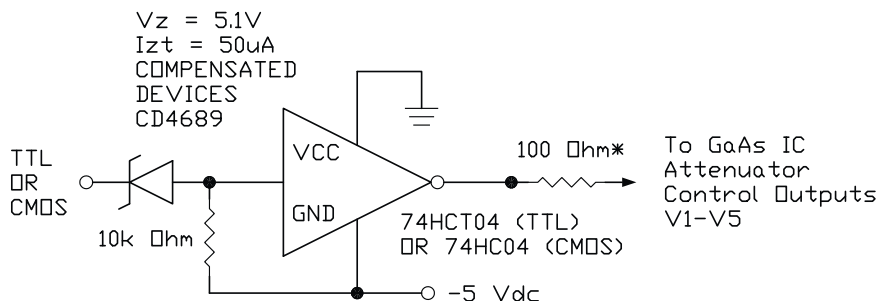 Vz = 5.1V
Izt = 50uA
COMPENSATED
DEVICES
CD4689
TTL
OR
CMOS
10k Ohm
VCC
GND
74HCT04 (TTL)
OR 74HC04 (CMOS)
-5 Vdc
100 Ohm*
To GaAs IC
Attenuator
Control Outputs
V1-V5